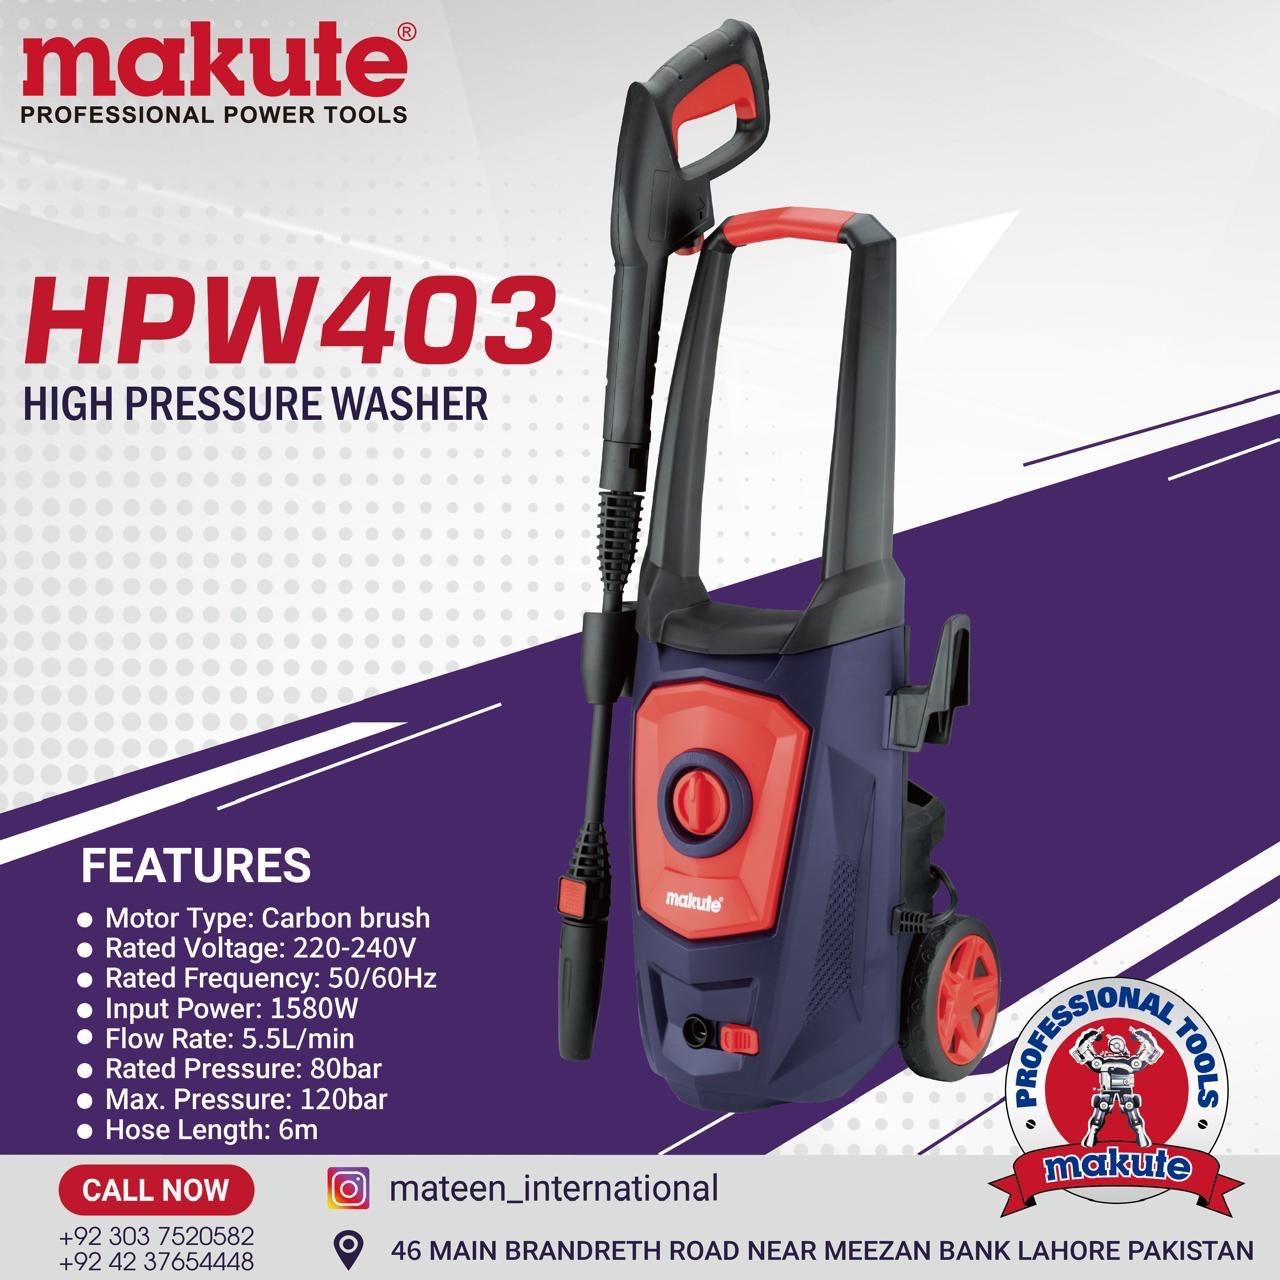 makute®
PROFESSIONAL POWER TOOLS
HPW403
HIGH PRESSURE WASHER
makute®
FEATURES
Motor Type: Carbon brush
Rated Voltage: 220-240V
Rated Frequency: 50/60Hz
Input Power: 1580W
Flow Rate: 5.5L/min
Rated Pressure: 80bar
Max. Pressure: 120bar
Hose Length: 6m
PROFESSIONAL TOOLS
makute
CALL NOW
+92 303 7520582
+92 42 37654448
mateen_international
46 MAIN BRANDRETH ROAD NEAR MEEZAN BANK LAHORE PAKISTAN